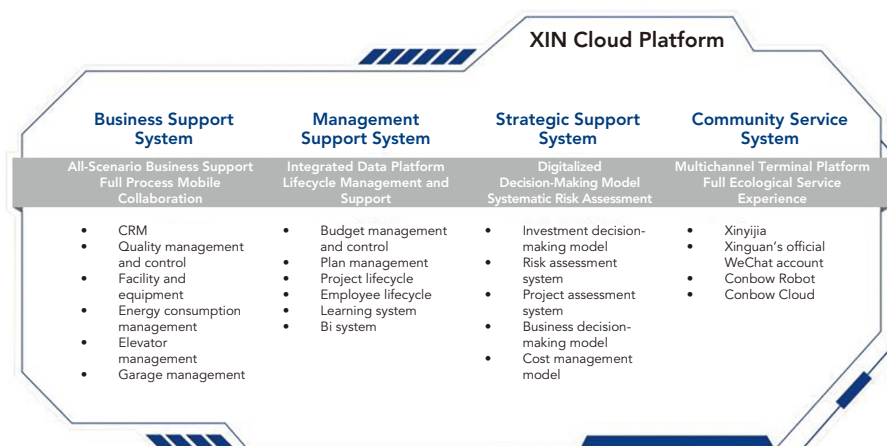 XIN Cloud Platform
Business Support
System
All-Scenario Business Support
Full Process Mobile
Collaboration
• CRM
• Quality management
and control
• Facility and
equipment
• Energy consumption
management
• Elevator
management
• Garage management
Management
Support System
Integrated Data Platform
Lifecycle Management and
Support
• Budget management
and control
• Plan management
• Project lifecycle
• Employee lifecycle
• Learning system
• Bi system
Strategic Support
System
Digitalized
Decision-Making Model
Systematic Risk Assessment
• Investment decision-
making model
• Risk assessment
system
• Project assessment
system
• Business decision-
making model
• Cost management
model
Community Service
System
Multichannel Terminal Platform
Full Ecological Service
Experience
• Xinyijia
• Xinguan's official
WeChat account
• Conbow Robot
• Conbow Cloud